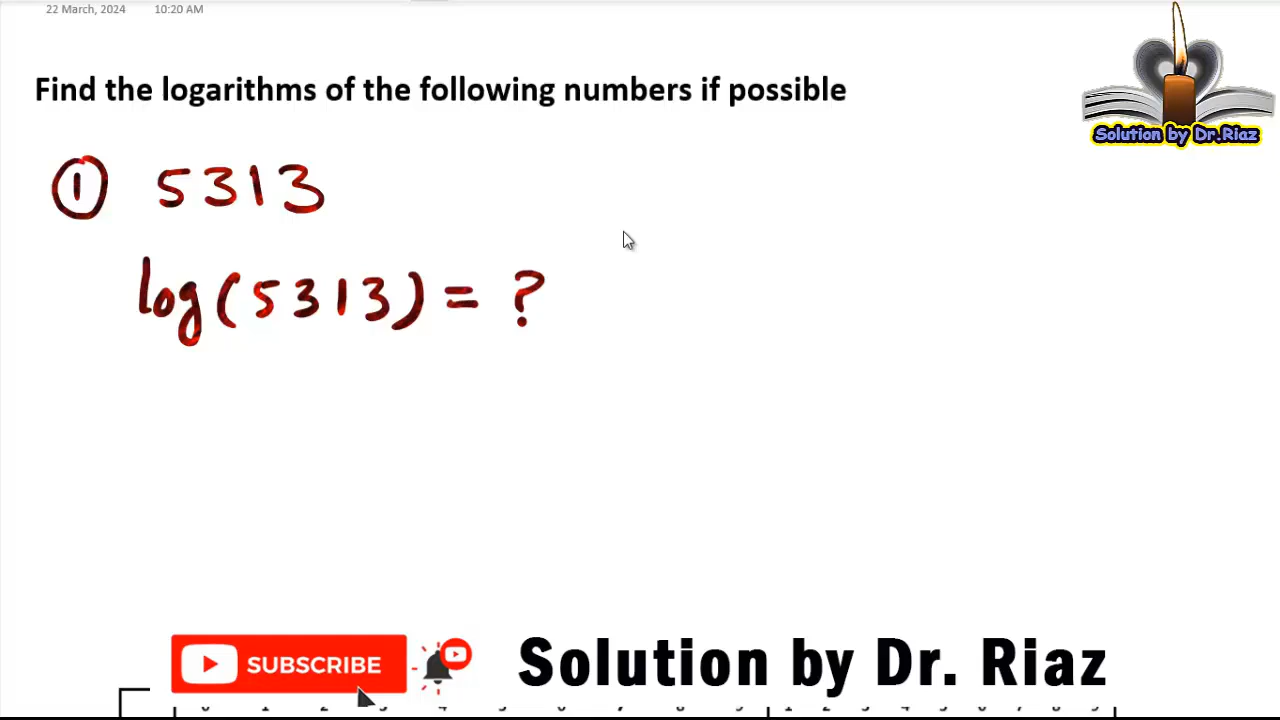 22 March, 2024 10:20 AM
Find the logarithms of the following numbers if possible
Solution by Dr.Riaz
① 5313
log(5313) = ?
SUBSCRIBE
Solution by Dr. Riaz